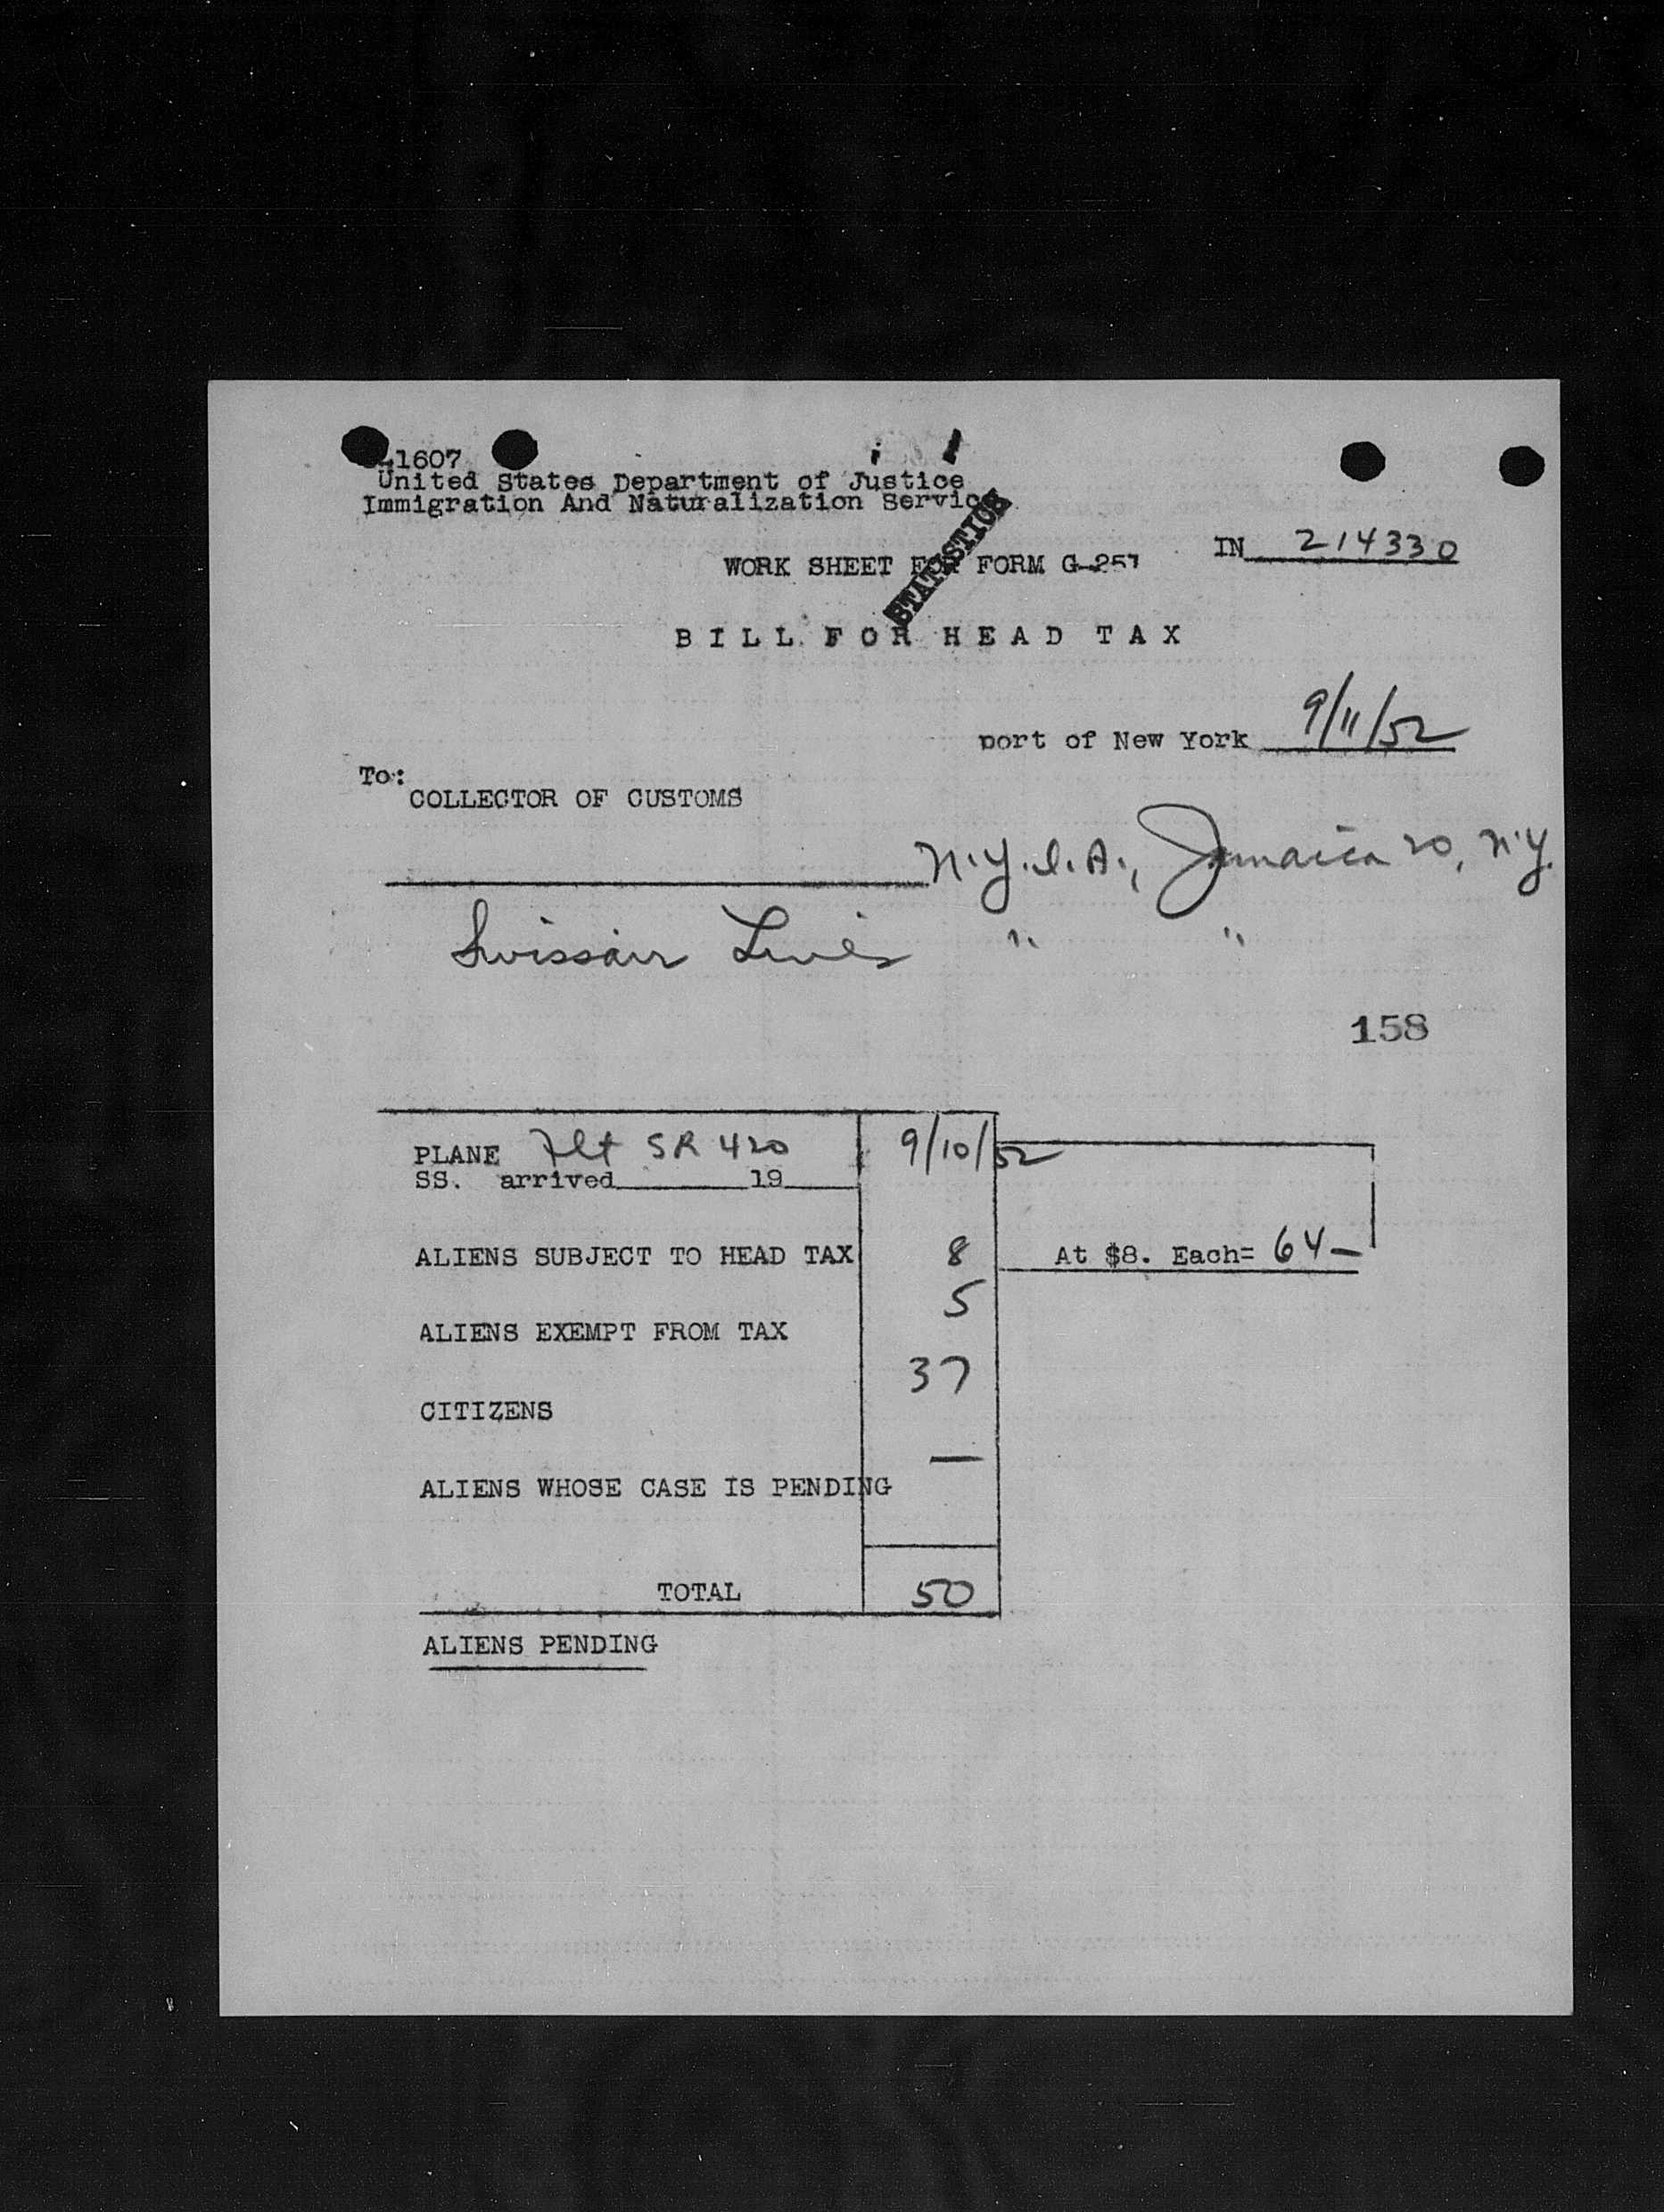 1607
United States Department of Justice
Immigration And Naturalization Service
STATISTICS
WORK SHEET FOR FORM G-257
IN 214330
BILL FOR HEAD TAX
port of New York 9/11/52
To:
COLLECTOR OF CUSTOMS
N.Y.I.A., Jamaica 20, N.Y.
Swissair Lines " "
158
PLANE Flt SR 420 9/10/52
SS. arrived 19
ALIENS SUBJECT TO HEAD TAX 8 At $8. Each= 64—
ALIENS EXEMPT FROM TAX 5
CITIZENS 37
ALIENS WHOSE CASE IS PENDING —
TOTAL 50
ALIENS PENDING